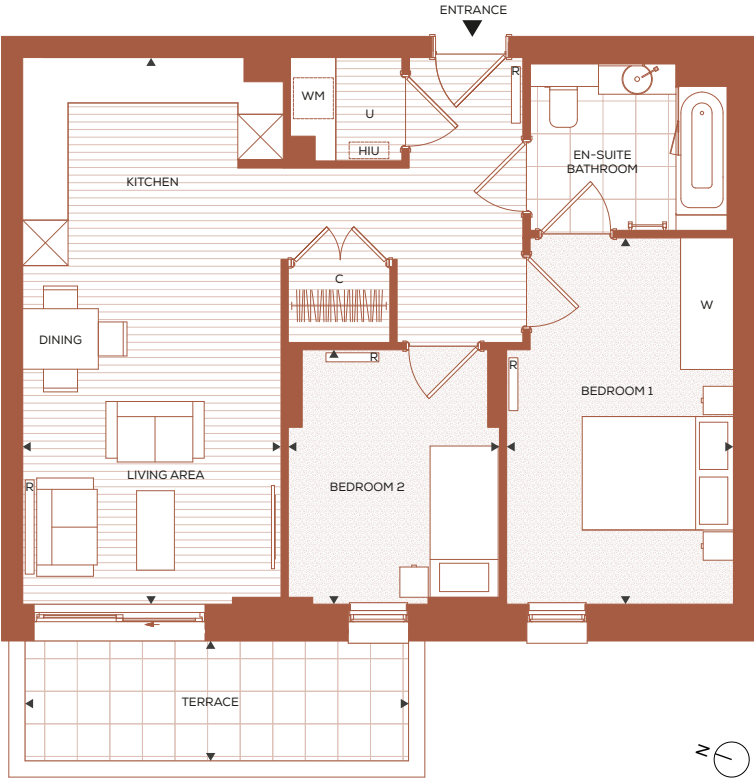 ENTRANCE
R
WM
U
HIU
EN-SUITE
BATHROOM
KITCHEN
C
W
DINING
R
R
BEDROOM 1
LIVING AREA
R
BEDROOM 2
TERRACE
N